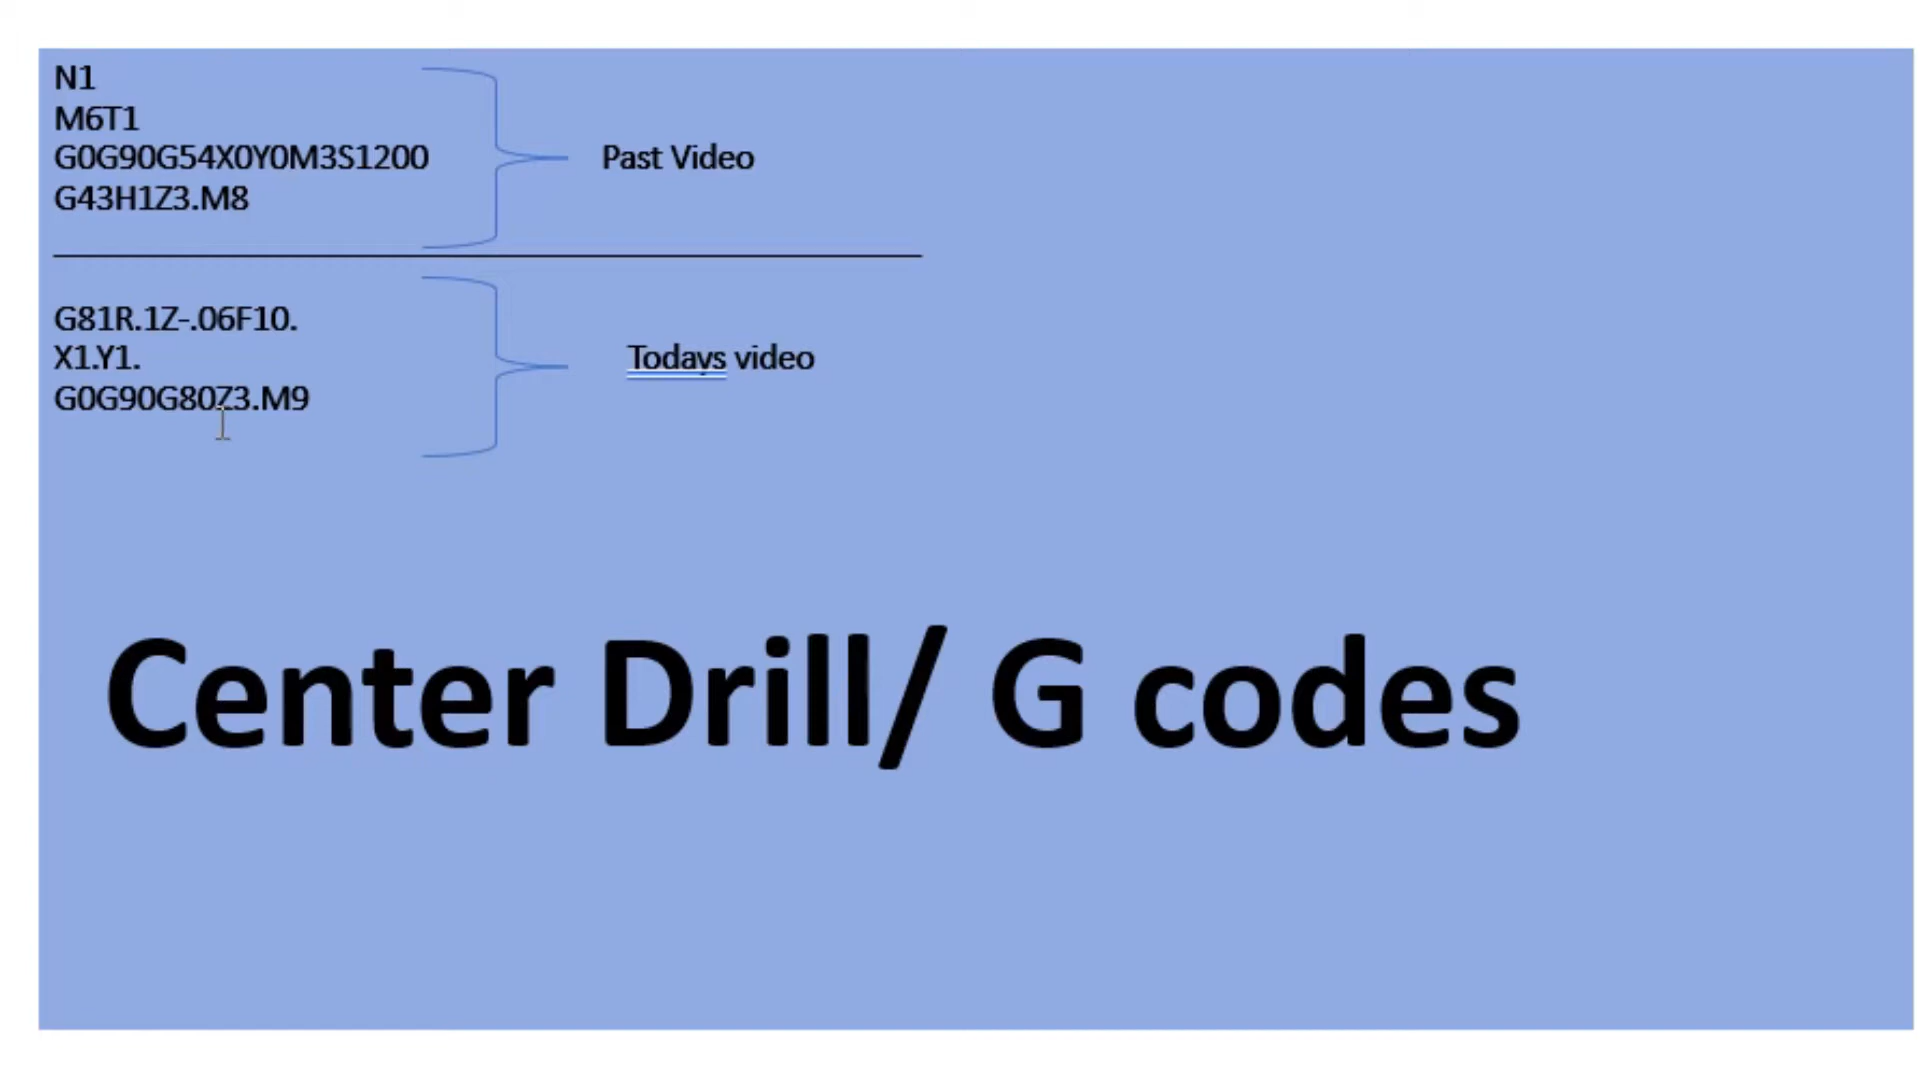 N1
M6T1
G0G90G54X0Y0M3S1200
G43H1Z3.M8
Past Video
G81R.1Z-.06F10.
X1.Y1.
G0G90G80Z3.M9
Todays video
Center Drill/ G codes